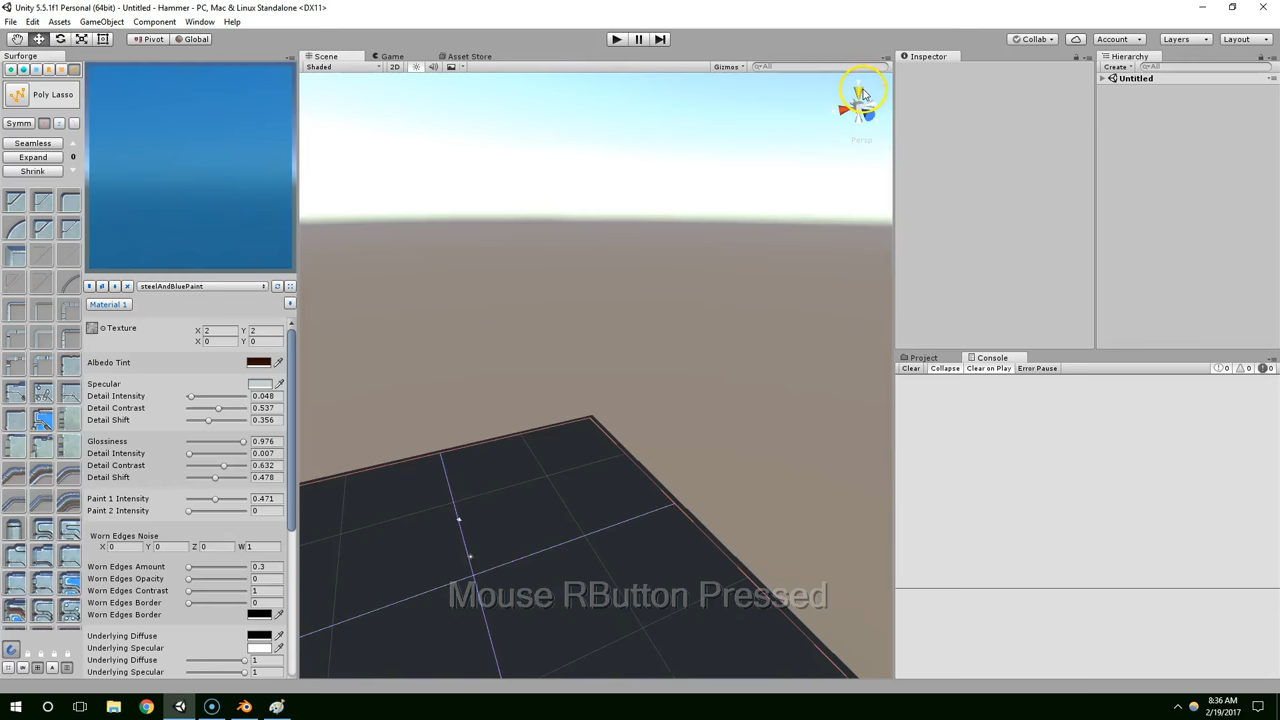 Unity 5.5.1f1 Personal (64bit) - Untitled - Hammer - PC, Mac & Linux Standalone <DX11>
File Edit Assets GameObject Component Window Help
Pivot Global Collab Account Layers Layout
Surforge Scene Game Asset Store Inspector Hierarchy
Shaded 2D Gizmos All Create All
Untitled
Poly Lasso
Persp
Symm
Seamless
Expand 0
Shrink
steelAndBluePaint
Material 1
Texture X 2 Y 2
X 0 Y 0
Albedo Tint
Specular
Detail Intensity 0.048
Detail Contrast 0.537
Detail Shift 0.356
Glossiness 0.976
Detail Intensity 0.007
Detail Contrast 0.632
Detail Shift 0.478
Paint 1 Intensity 0.471
Paint 2 Intensity 0
Worn Edges Noise
X 0 Y 0 Z 0 W 1
Worn Edges Amount 0.3
Worn Edges Opacity 0
Worn Edges Contrast 1
Worn Edges Border 0
Worn Edges Border
Underlying Diffuse
Underlying Specular
Underlying Diffuse 1
Underlying Specular 1
Project Console
Clear Collapse Clear on Play Error Pause 0 0 0
Mouse RButton Pressed
8:36 AM
2/19/2017